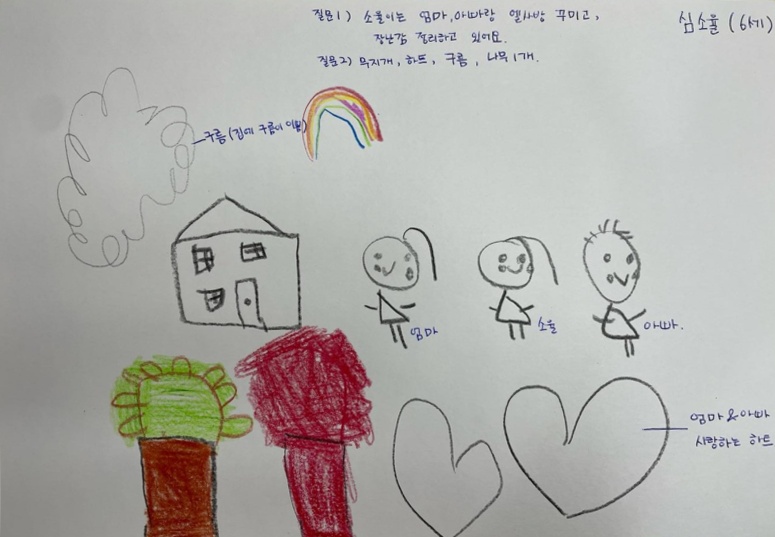 질문1) 소율이는 엄마, 아빠랑 엘사방 꾸미고,
장난감 정리하고 있어요.
심소율 (6세)
질문2) 무지개, 하트, 구름, 나무 1개.
구름 (집에 구름이 있
엄마
소율
아빠.
엄마&아빠
사랑하는 하트